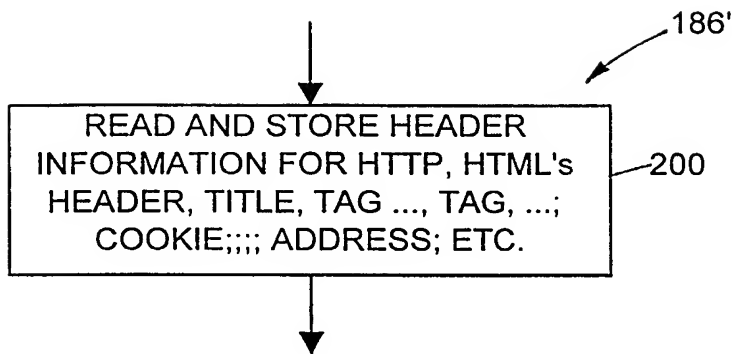 186'
READ AND STORE HEADER
INFORMATION FOR HTTP, HTML's
HEADER, TITLE, TAG ..., TAG, ...;
COOKIE;;;; ADDRESS; ETC.
200